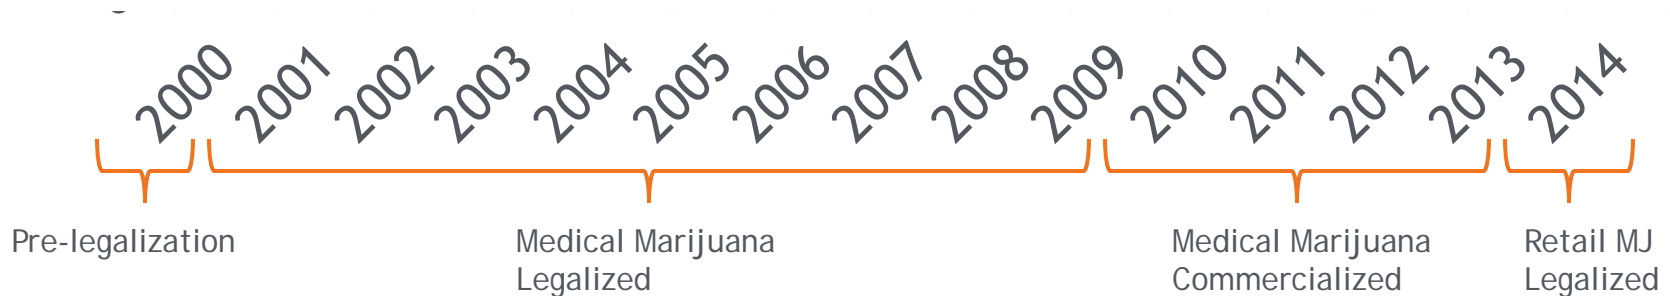 2000 2001 2002 2003 2004 2005 2006 2007 2008 2009 2010 2011 2012 2013 2014
Pre-legalization
Medical Marijuana
Legalized
Medical Marijuana
Commercialized
Retail MJ
Legalized